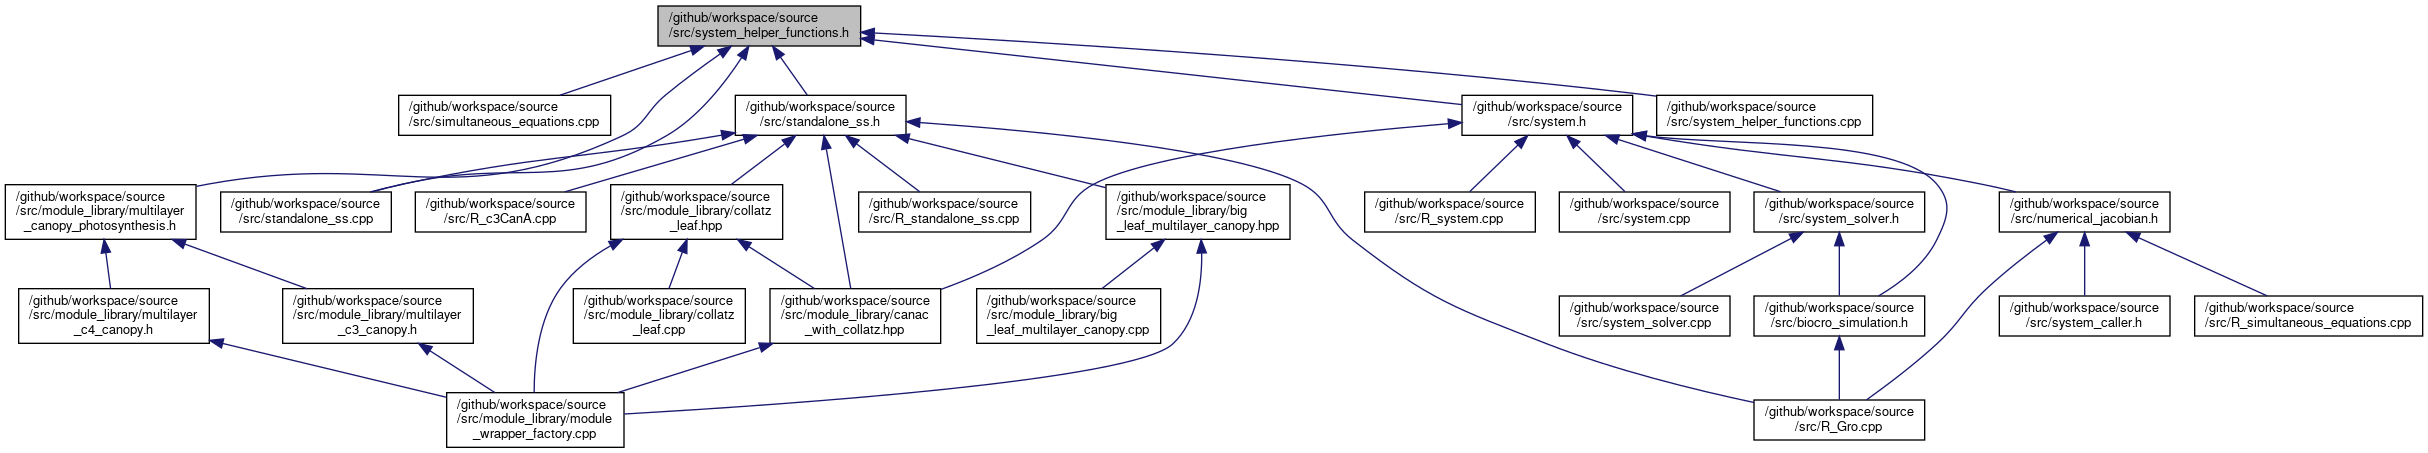 /github/workspace/source
/src/system_helper_functions.h
/github/workspace/source
/src/simultaneous_equations.cpp
/github/workspace/source
/src/standalone_ss.h
/github/workspace/source
/src/system.h
/github/workspace/source
/src/system_helper_functions.cpp
/github/workspace/source
/src/module_library/multilayer
_canopy_photosynthesis.h
/github/workspace/source
/src/standalone_ss.cpp
/github/workspace/source
/src/R_c3CanA.cpp
/github/workspace/source
/src/module_library/collatz
_leaf.hpp
/github/workspace/source
/src/R_standalone_ss.cpp
/github/workspace/source
/src/module_library/big
_leaf_multilayer_canopy.hpp
/github/workspace/source
/src/R_system.cpp
/github/workspace/source
/src/system.cpp
/github/workspace/source
/src/system_solver.h
/github/workspace/source
/src/numerical_jacobian.h
/github/workspace/source
/src/module_library/multilayer
_c4_canopy.h
/github/workspace/source
/src/module_library/multilayer
_c3_canopy.h
/github/workspace/source
/src/module_library/collatz
_leaf.cpp
/github/workspace/source
/src/module_library/canac
_with_collatz.hpp
/github/workspace/source
/src/module_library/big
_leaf_multilayer_canopy.cpp
/github/workspace/source
/src/system_solver.cpp
/github/workspace/source
/src/biocro_simulation.h
/github/workspace/source
/src/system_caller.h
/github/workspace/source
/src/R_simultaneous_equations.cpp
/github/workspace/source
/src/module_library/module
_wrapper_factory.cpp
/github/workspace/source
/src/R_Gro.cpp